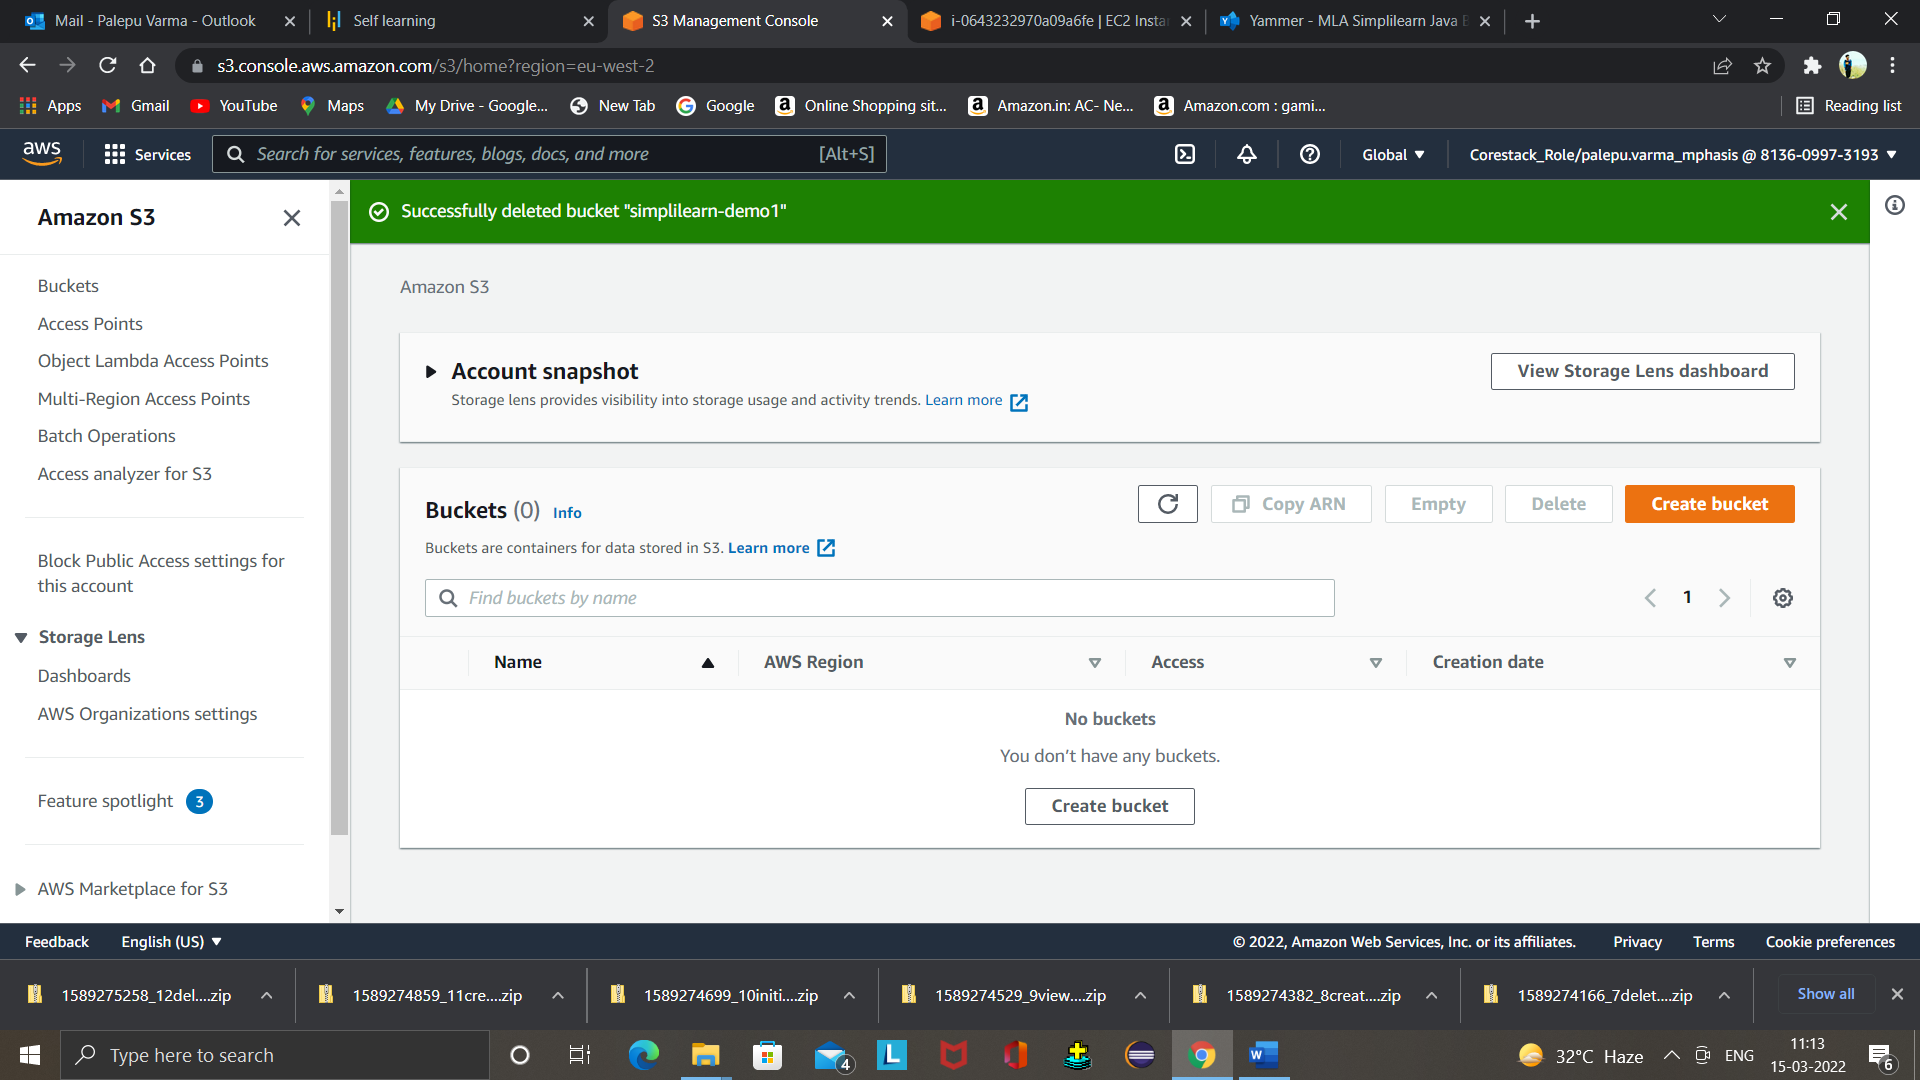 Mail - Palepu Varma - Outlook
Self learning
S3 Management Console
i-0643232970a09a6fe | EC2 Insta
Yammer - MLA Simplilearn Java B
s3.console.aws.amazon.com/s3/home?region=eu-west-2
Apps
Gmail
YouTube
Maps
My Drive - Google...
New Tab
Google
Online Shopping sit...
Amazon.in: AC- Ne...
Amazon.com : gami...
Reading list
aws
Services
Search for services, features, blogs, docs, and more
[Alt+S]
Global
Corestack_Role/palepu.varma_mphasis @ 8136-0997-3193
Amazon S3
Buckets
Access Points
Object Lambda Access Points
Multi-Region Access Points
Batch Operations
Access analyzer for S3
Block Public Access settings for
this account
Storage Lens
Dashboards
AWS Organizations settings
Feature spotlight 3
AWS Marketplace for S3
Successfully deleted bucket "simplilearn-demo1"
Amazon S3
Account snapshot
Storage lens provides visibility into storage usage and activity trends. Learn more
View Storage Lens dashboard
Buckets (0) Info
Buckets are containers for data stored in S3. Learn more
Copy ARN
Empty
Delete
Create bucket
Find buckets by name
1
Name
AWS Region
Access
Creation date
No buckets
You don't have any buckets.
Create bucket
Feedback
English (US)
© 2022, Amazon Web Services, Inc. or its affiliates.
Privacy
Terms
Cookie preferences
1589275258_12del....zip
1589274859_11cre....zip
1589274699_10initi....zip
1589274529_9view....zip
1589274382_8creat....zip
1589274166_7delet....zip
Show all
Type here to search
4
L
W
32°C Haze
ENG
11:13
15-03-2022
6